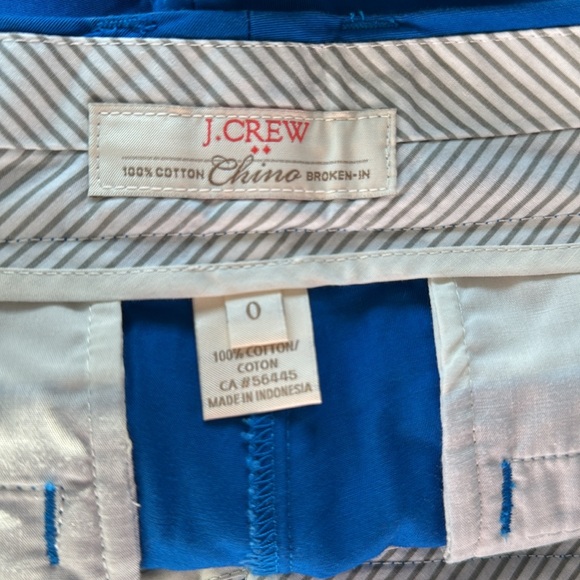 J.CREW
100% COTTON Chino BROKEN-IN
0
100% COTTON/
COTON
CA # 56445
MADE IN INDONESIA